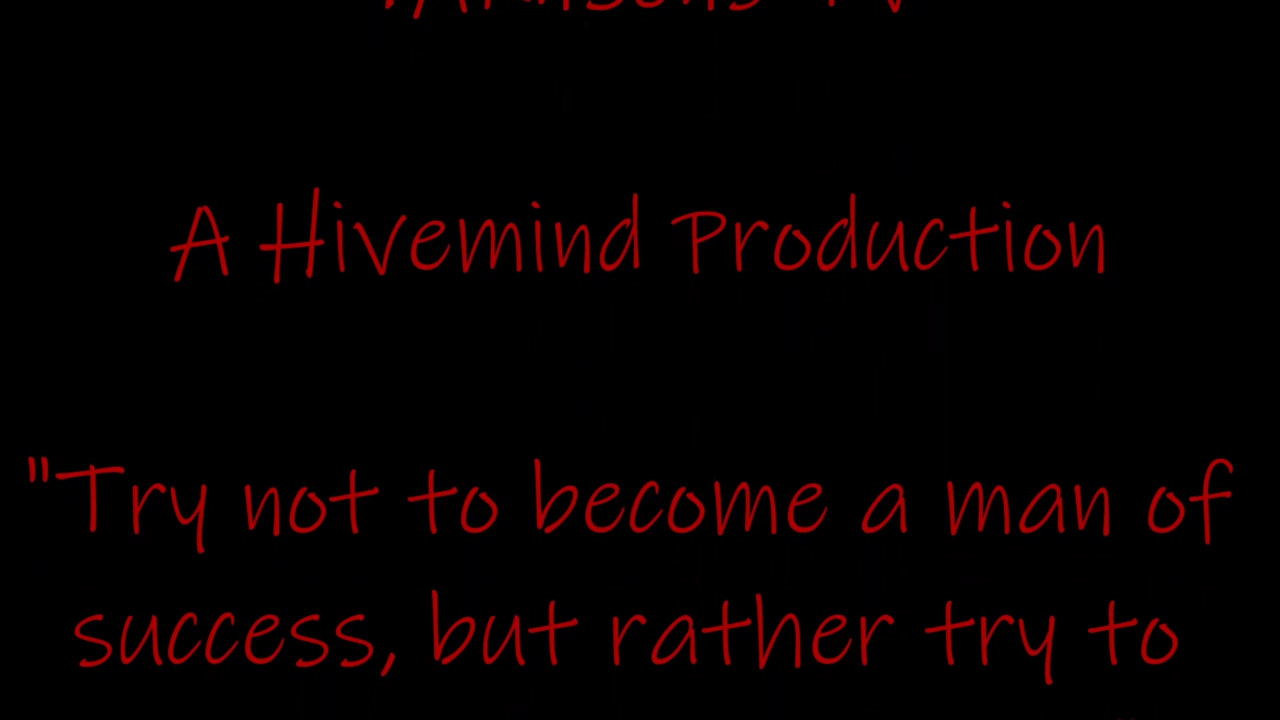 A Hivemind Production
"Try not to become a man of
success, but rather try to